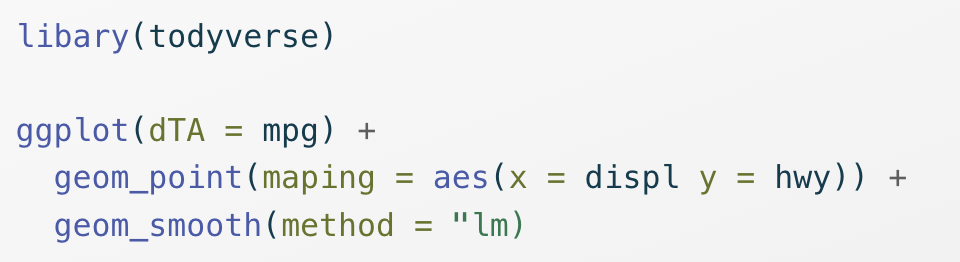 libary(todyverse)

ggplot(dTA = mpg) +
  geom_point(maping = aes(x = displ y = hwy)) +
  geom_smooth(method = "lm)